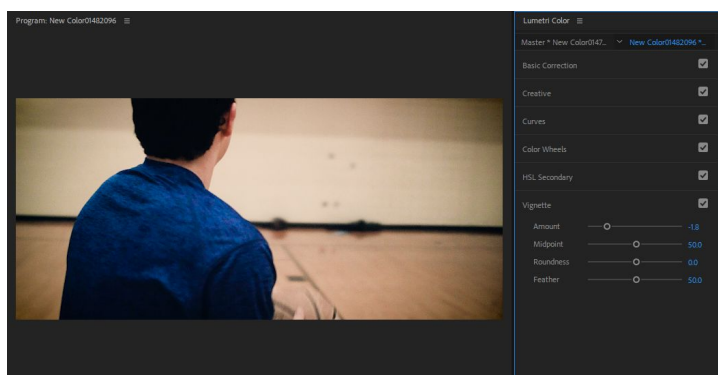 Program: New Color01482096
Lumetri Color
Master * New Color0147... New Color01482096 *...
Basic Correction
Creative
Curves
Color Wheels
HSL Secondary
Vignette
Amount -1.8
Midpoint 50.0
Roundness 0.0
Feather 50.0